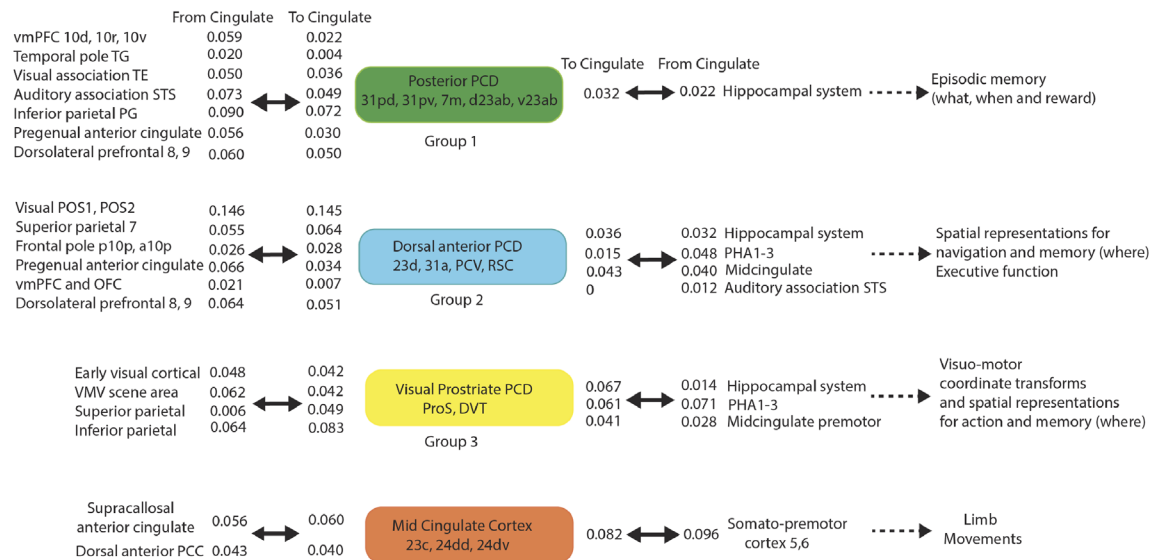 From Cingulate To Cingulate
vmPFC 10d, 10r, 10v 0.059 0.022
Temporal pole TG 0.020 0.004
Visual association TE 0.050 0.036
Auditory association STS 0.073 0.049
Inferior parietal PG 0.090 0.072
Pregenual anterior cingulate 0.056 0.030
Dorsolateral prefrontal 8, 9 0.060 0.050
Posterior PCD
31pd, 31pv, 7m, d23ab, v23ab
Group 1
To Cingulate From Cingulate
0.032 0.022 Hippocampal system
Episodic memory
(what, when and reward)
Visual POS1, POS2 0.146 0.145
Superior parietal 7 0.055 0.064
Frontal pole p10p, a10p 0.026 0.028
Pregenual anterior cingulate 0.066 0.034
vmPFC and OFC 0.021 0.007
Dorsolateral prefrontal 8, 9 0.064 0.051
Dorsal anterior PCD
23d, 31a, PCV, RSC
Group 2
0.036 0.032 Hippocampal system
0.015 0.048 PHA1-3
0.043 0.040 Midcingulate
0 0.012 Auditory association STS
Spatial representations for
navigation and memory (where)
Executive function
Early visual cortical 0.048 0.042
VMV scene area 0.062 0.042
Superior parietal 0.006 0.049
Inferior parietal 0.064 0.083
Visual Prostriate PCD
ProS, DVT
Group 3
0.067 0.014 Hippocampal system
0.061 0.071 PHA1-3
0.041 0.028 Midcingulate premotor
Visuo-motor
coordinate transforms
and spatial representations
for action and memory (where)
Supracallosal
anterior cingulate 0.056 0.060
Dorsal anterior PCC 0.043 0.040
Mid Cingulate Cortex
23c, 24dd, 24dv
0.082 0.096 Somato-premotor
cortex 5,6
Limb
Movements